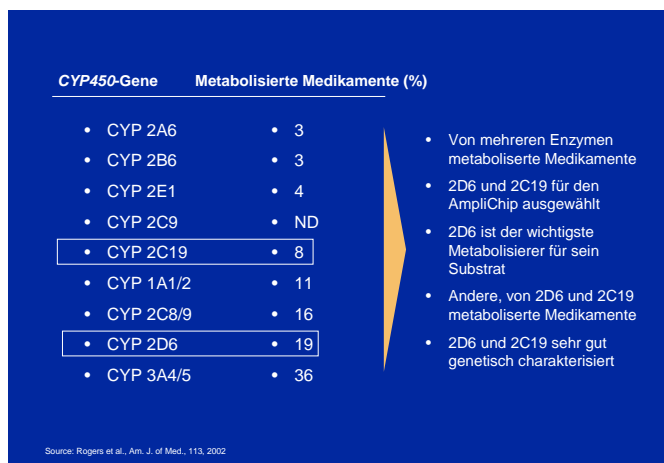 CYP450-Gene Metabolisierte Medikamente (%)
• CYP 2A6 • 3
• CYP 2B6 • 3
• CYP 2E1 • 4
• CYP 2C9 • ND
• CYP 2C19 • 8
• CYP 1A1/2 • 11
• CYP 2C8/9 • 16
• CYP 2D6 • 19
• CYP 3A4/5 • 36
• Von mehreren Enzymen
metaboliserte Medikamente
• 2D6 und 2C19 für den
AmpliChip ausgewählt
• 2D6 ist der wichtigste
Metabolisierer für sein
Substrat
• Andere, von 2D6 und 2C19
metaboliserte Medikamente
• 2D6 und 2C19 sehr gut
genetisch charakterisiert
Source: Rogers et al., Am. J. of Med., 113, 2002